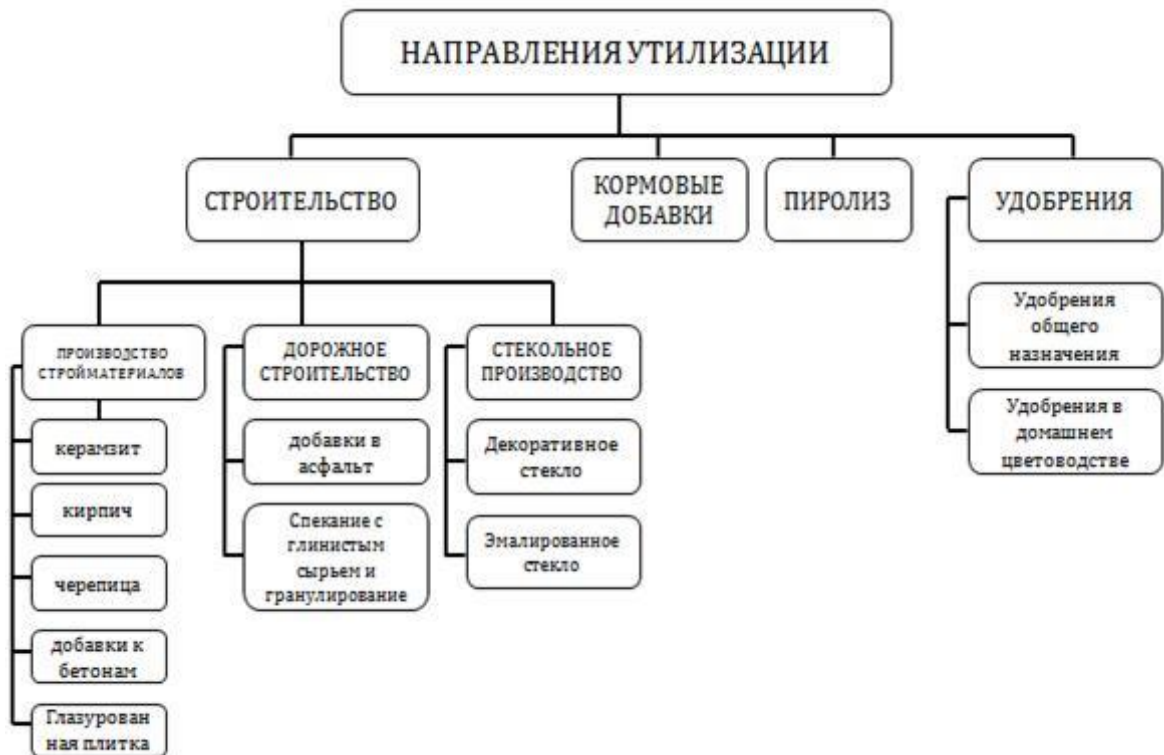 НАПРАВЛЕНИЯ УТИЛИЗАЦИИ
СТРОИТЕЛЬСТВО
КОРМОВЫЕ
ДОБАВКИ
ПИРОЛИЗ
УДОБРЕНИЯ
ПРОИЗВОДСТВО
СТРОЙМАТЕРИАЛОВ
керамзит
кирпич
черепица
добавки к
бетонам
Глазурован
ная плитка
ДОРОЖНОЕ
СТРОИТЕЛЬСТВО
добавки в
асфальт
Спекание с
глинистым
сырьем и
гранулирование
СТЕКОЛЬНОЕ
ПРОИЗВОДСТВО
Декоративное
стекло
Эмалированное
стекло
Удобрения
общего
назначения
Удобрения в
домашнем
цветоводстве